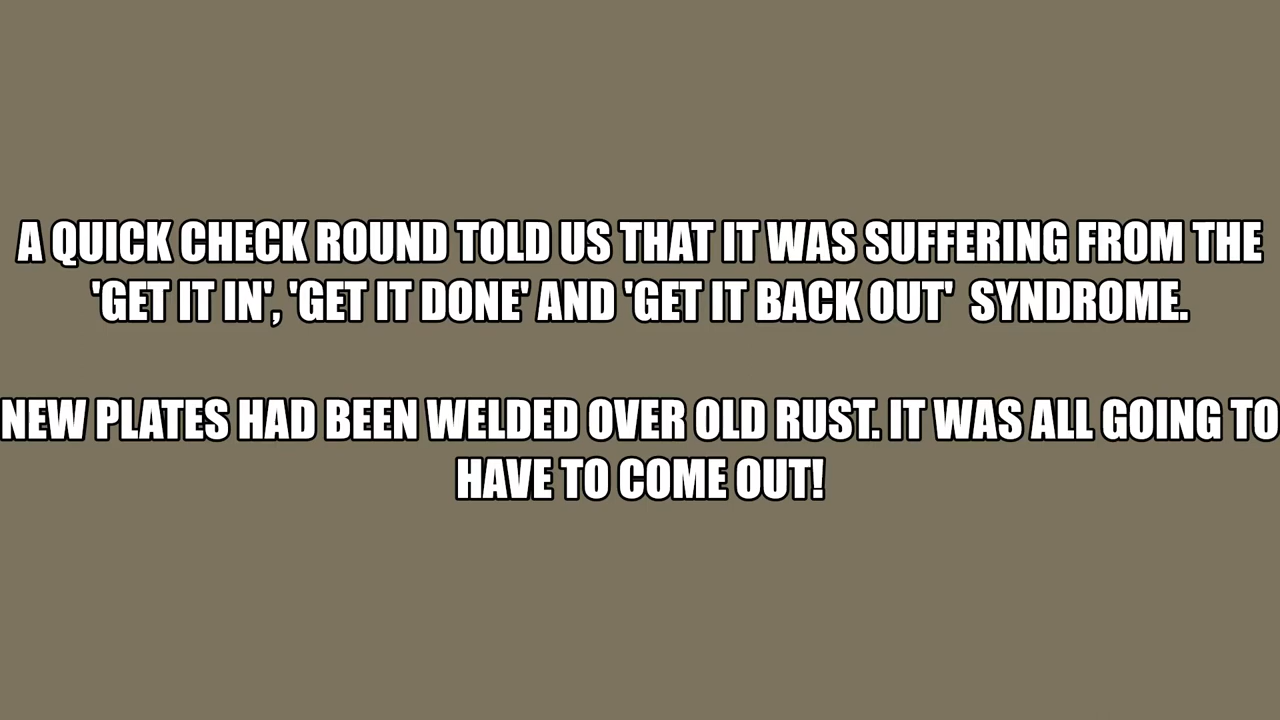 A QUICK CHECK ROUND TOLD US THAT IT WAS SUFFERING FROM THE
'GET IT IN', 'GET IT DONE' AND 'GET IT BACK OUT'  SYNDROME.
NEW PLATES HAD BEEN WELDED OVER OLD RUST. IT WAS ALL GOING TO
HAVE TO COME OUT!